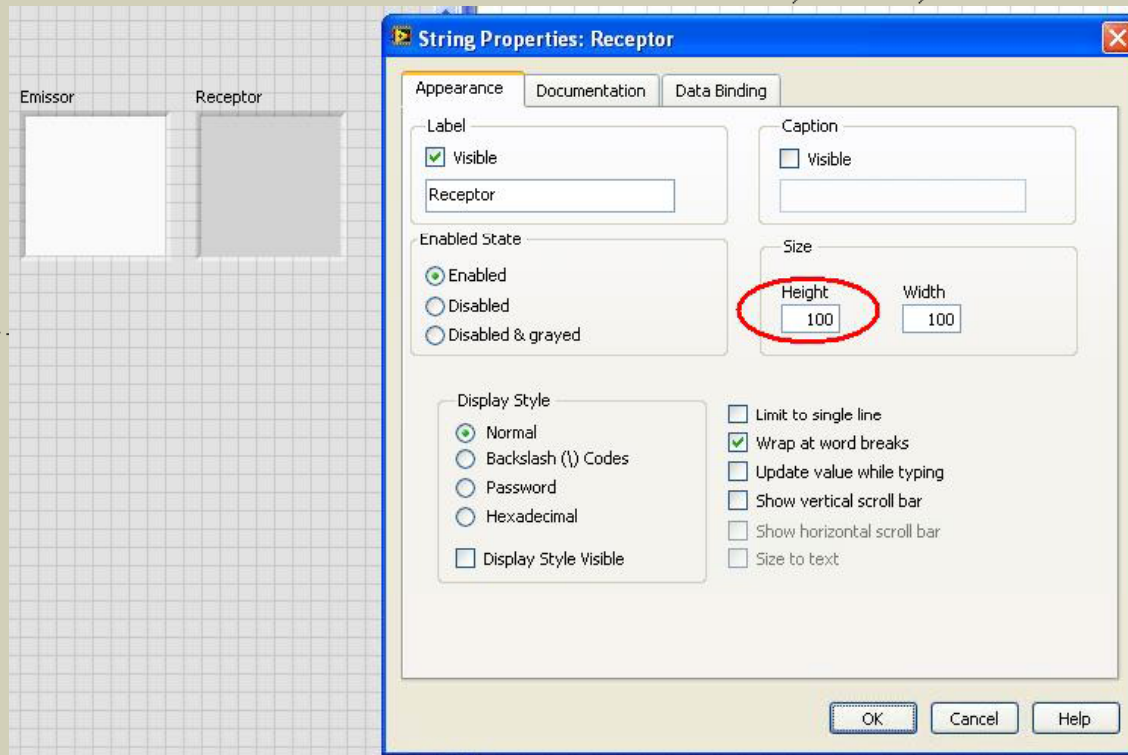 Emissor
Receptor
String Properties: Receptor
Appearance
Documentation
Data Binding
Label
Visible
Receptor
Caption
Visible
Enabled State
Enabled
Disabled
Disabled & grayed
Size
Height
Width
100
100
Display Style
Normal
Backslash (\) Codes
Password
Hexadecimal
Display Style Visible
Limit to single line
Wrap at word breaks
Update value while typing
Show vertical scroll bar
Show horizontal scroll bar
Size to text
OK
Cancel
Help